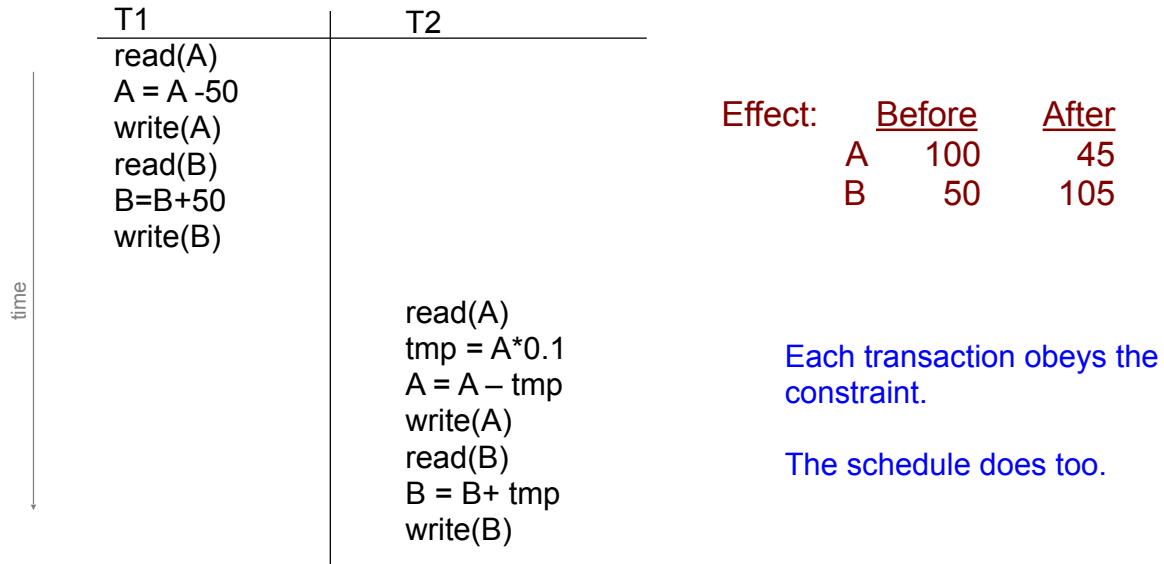 T1 T2
read(A)
A = A -50
write(A)
read(B)
B=B+50
write(B)
read(A)
tmp = A*0.1
A = A – tmp
write(A)
read(B)
B = B+ tmp
write(B)
time
Effect: Before After
A 100 45
B 50 105
Each transaction obeys the
constraint.
The schedule does too.